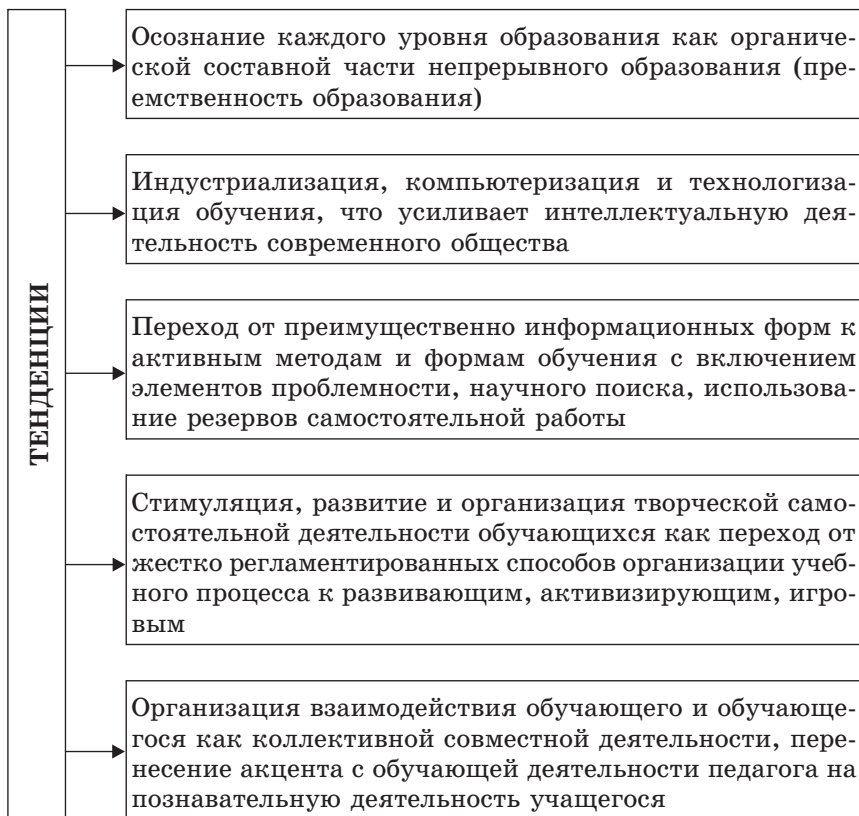 ТЕНДЕНЦИИ
Осознание каждого уровня образования как органиче-
ской составной части непрерывного образования (пре-
емственность образования)
Индустриализация, компьютеризация и технологиза-
ция обучения, что усиливает интеллектуальную дея-
тельность современного общества
Переход от преимущественно информационных форм к
активным методам и формам обучения с включением
элементов проблемности, научного поиска, использова-
ние резервов самостоятельной работы
Стимуляция, развитие и организация творческой само-
стоятельной деятельности обучающихся как переход от
жестко регламентированных способов организации учеб-
ного процесса к развивающим, активизирующим, игро-
вым
Организация взаимодействия обучающего и обучающе-
гося как коллективной совместной деятельности, пере-
несение акцента с обучающей деятельности педагога на
познавательную деятельность учащегося